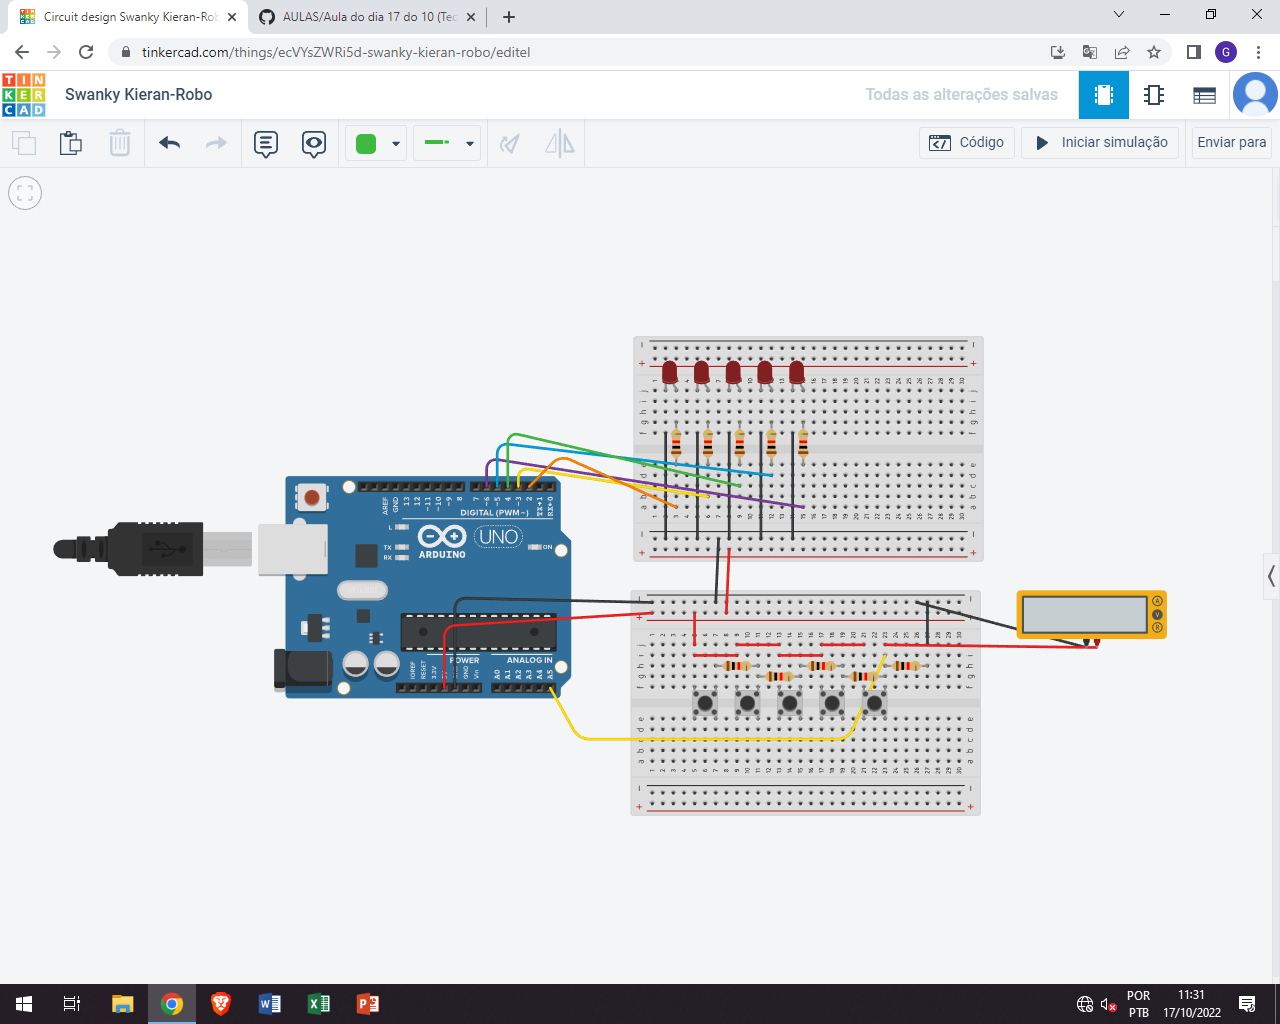 Circuit design Swanky Kieran-Ro
AULAS/Aula do dia 17 do 10 (Tec
tinkercad.com/things/ecVYsZWRi5d-swanky-kieran-robo/editel
G
TIN
KER
CAD
Swanky Kieran-Robo
Todas as alterações salvas
Código
Iniciar simulação
Enviar para
AREF
GND
13
12
~11
~10
~9
8
7
~6
~5
4
~3
2
TX→1
RX←0
DIGITAL (PWM~)
L
TX
RX
ARDUINO
UNO
ON
POWER
ANALOG IN
IOREF
RESET
3.3V
GND
Vin
A0
A1
A2
A3
A4
A5
A
V
R
POR
PTB
11:31
17/10/2022